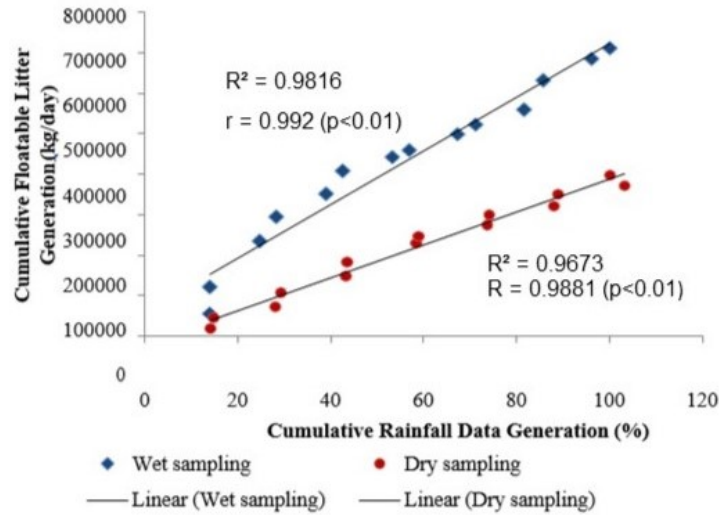 800000
700000
600000
500000
400000
300000
200000
100000
0
Cumulative Floatable Litter
Generation (kg/day)
R² = 0.9816
r = 0.992 (p<0.01)
R² = 0.9673
R = 0.9881 (p<0.01)
0 20 40 60 80 100 120
Cumulative Rainfall Data Generation (%)
Wet sampling Dry sampling
Linear (Wet sampling) Linear (Dry sampling)